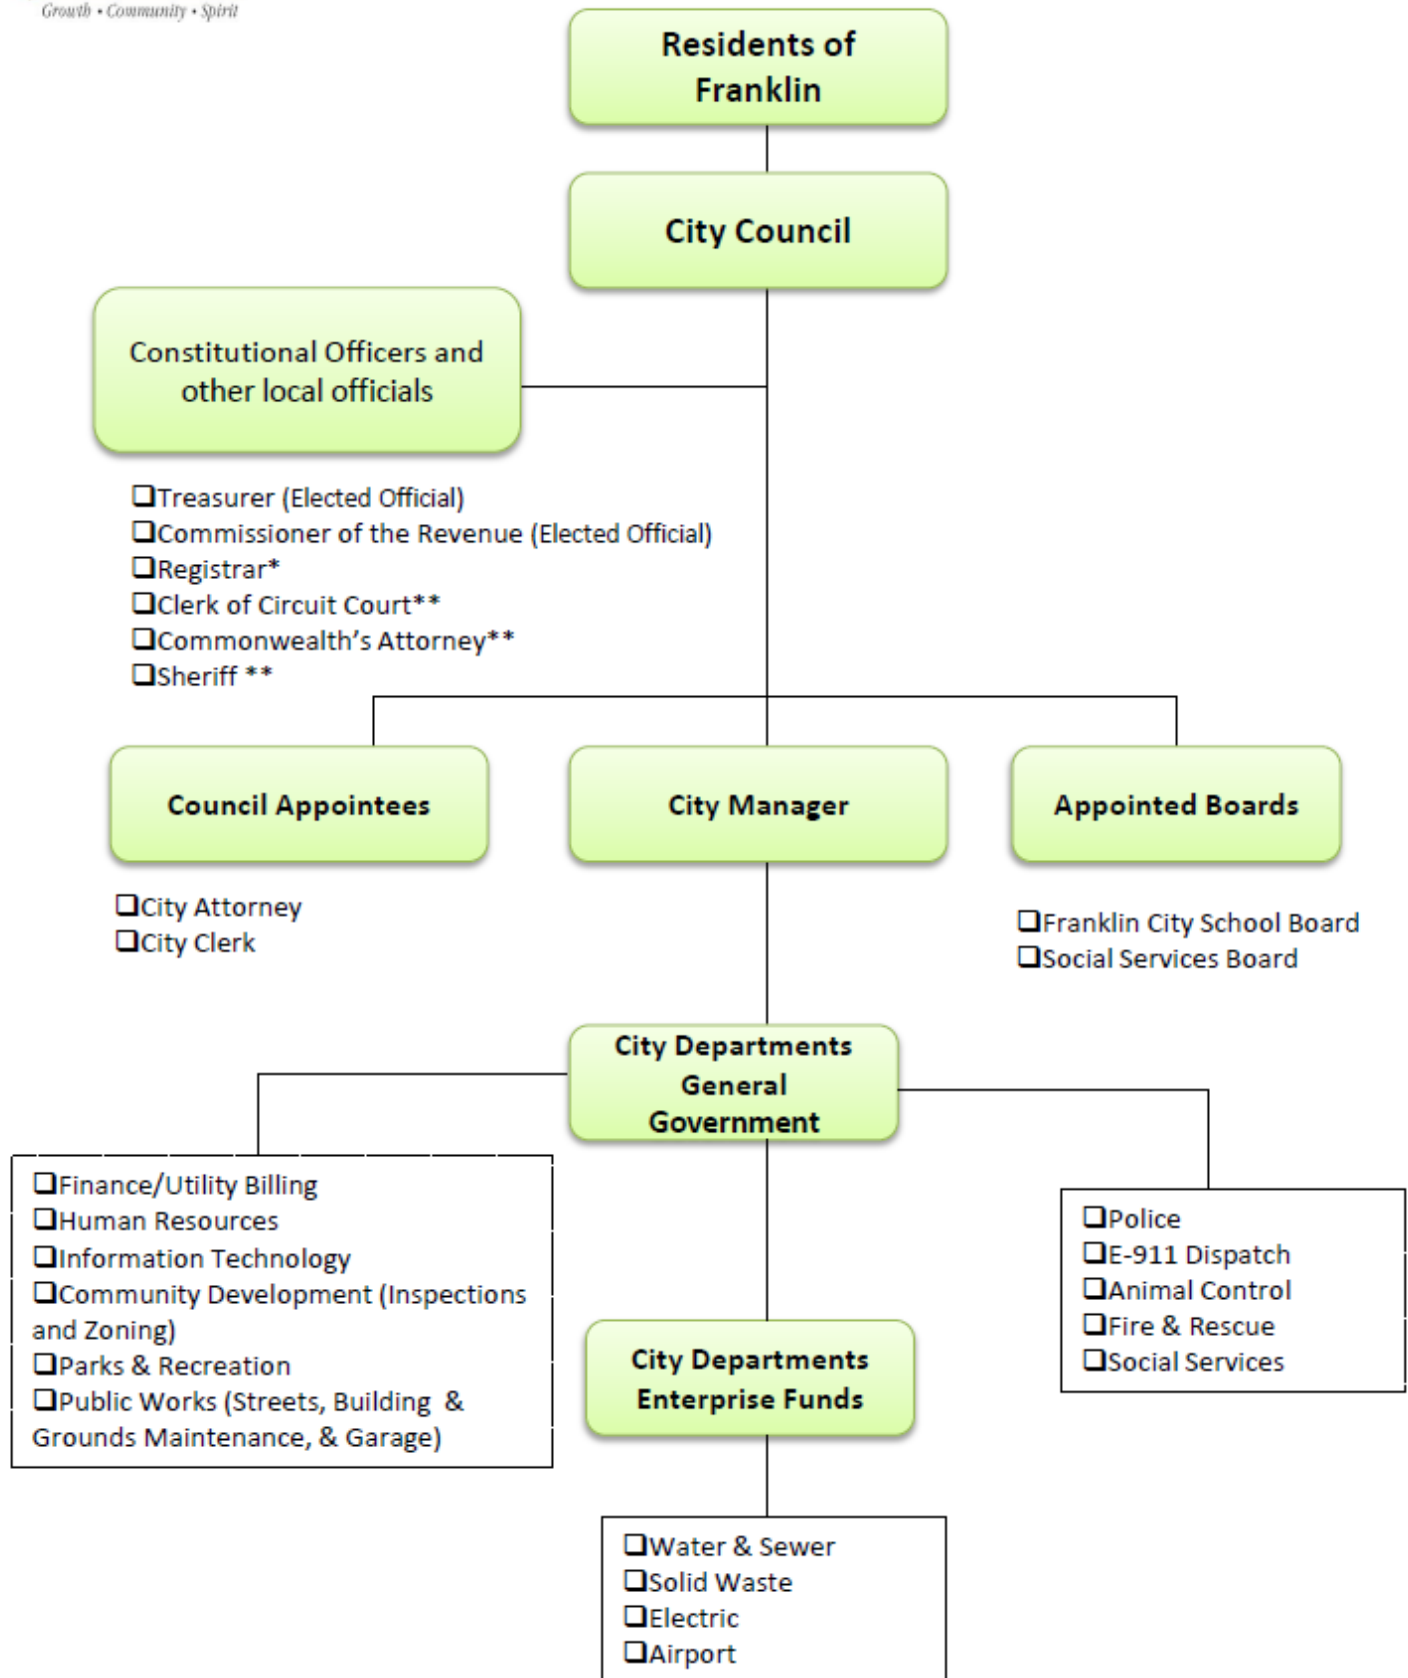 Growth • Community • Spirit
Residents of
Franklin
City Council
Constitutional Officers and
other local officials
❑Treasurer (Elected Official)
❑Commissioner of the Revenue (Elected Official)
❑Registrar*
❑Clerk of Circuit Court**
❑Commonwealth’s Attorney**
❑Sheriff **
Council Appointees
❑City Attorney
❑City Clerk
City Manager
Appointed Boards
❑Franklin City School Board
❑Social Services Board
City Departments
General
Government
❑Finance/Utility Billing
❑Human Resources
❑Information Technology
❑Community Development (Inspections
and Zoning)
❑Parks & Recreation
❑Public Works (Streets, Building & 
Grounds Maintenance, & Garage)
❑Police
❑E-911 Dispatch
❑Animal Control
❑Fire & Rescue
❑Social Services
City Departments
Enterprise Funds
❑Water & Sewer
❑Solid Waste
❑Electric
❑Airport